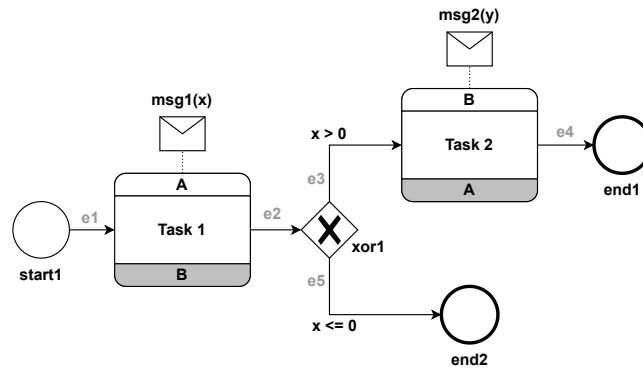 msg2(y)
msg1(x)
B
x > 0
Task 2
e4
A
e3
A
end1
e1
Task 1
e2
xor1
start1
B
e5
x <= 0
end2